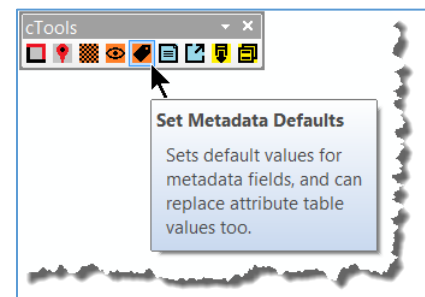 cTools
Set Metadata Defaults
Sets default values for
metadata fields, and can
replace attribute table
values too.